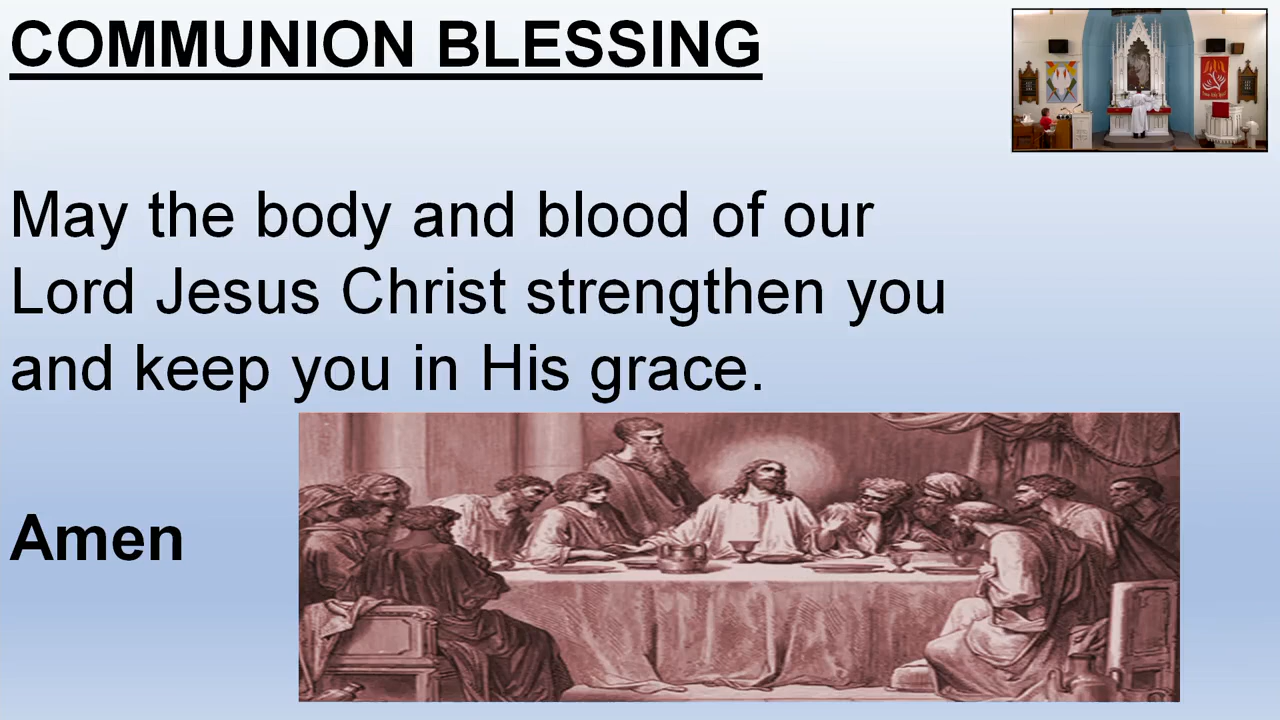 COMMUNION BLESSING
May the body and blood of our
Lord Jesus Christ strengthen you
and keep you in His grace.
Amen